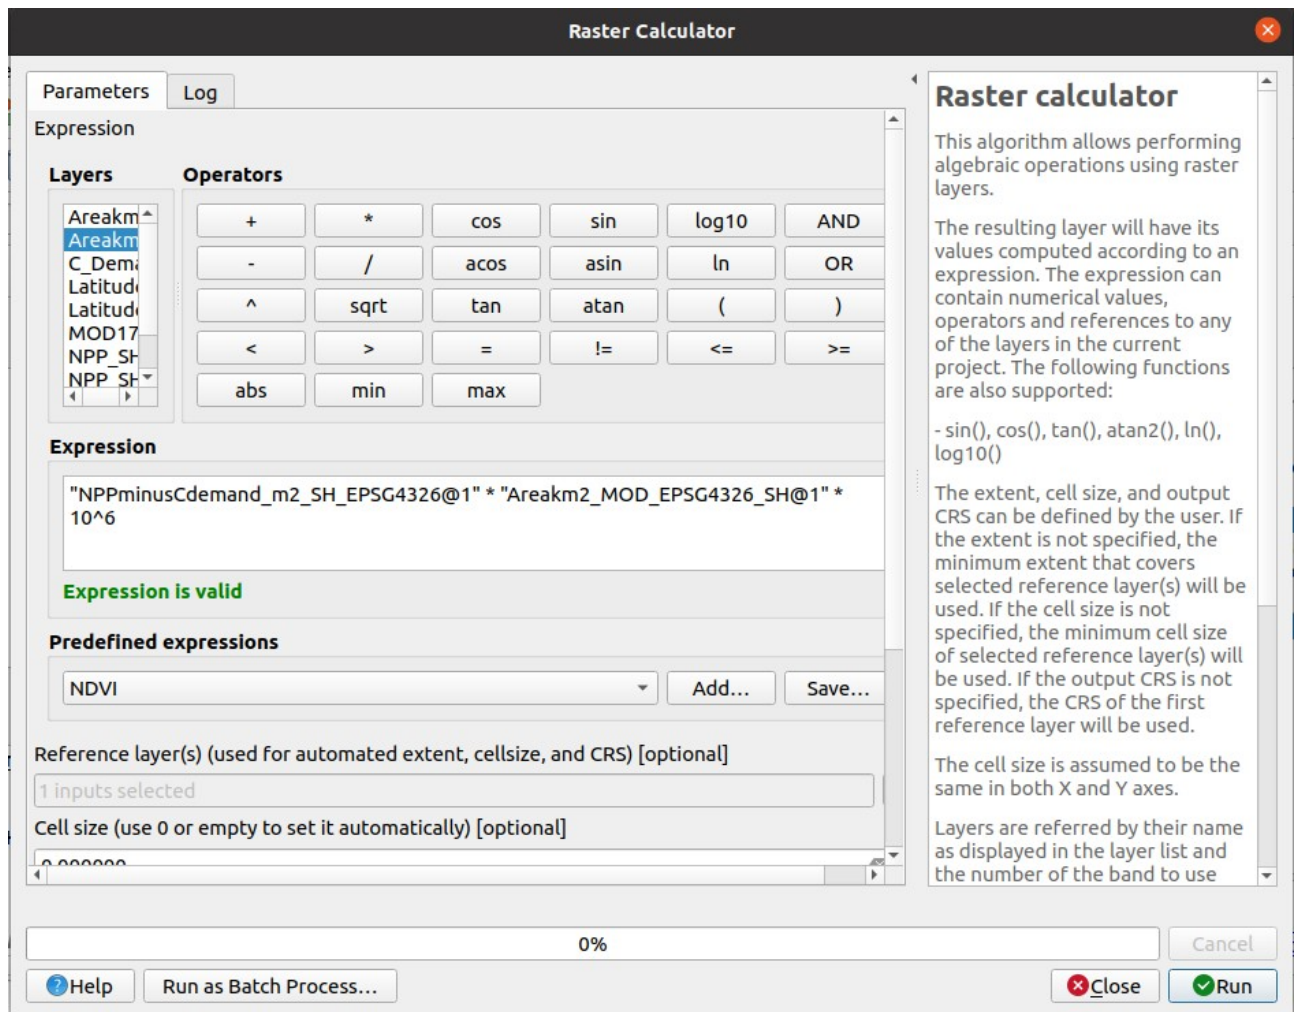 Raster Calculator
Parameters
Log
Expression
Layers
Operators
Areakm
Areakm
C_Dema
Latitud
Latitud
MOD17
NPP_SH
NPP_SH
+ * cos sin log10 AND
- / acos asin ln OR
^ sqrt tan atan ( )
< > = != <= >=
abs min max
Expression
"NPPminusCdemand_m2_SH_EPSG4326@1" * "Areakm2_MOD_EPSG4326_SH@1" *
10^6
Expression is valid
Predefined expressions
NDVI
Add...
Save...
Reference layer(s) (used for automated extent, cellsize, and CRS) [optional]
1 inputs selected
Cell size (use 0 or empty to set it automatically) [optional]
0.000000
Raster calculator
This algorithm allows performing
algebraic operations using raster
layers.
The resulting layer will have its
values computed according to an
expression. The expression can
contain numerical values,
operators and references to any
of the layers in the current
project. The following functions
are also supported:
- sin(), cos(), tan(), atan2(), ln(),
log10()
The extent, cell size, and output
CRS can be defined by the user. If
the extent is not specified, the
minimum extent that covers
selected reference layer(s) will be
used. If the cell size is not
specified, the minimum cell size
of selected reference layer(s) will
be used. If the output CRS is not
specified, the CRS of the first
reference layer will be used.
The cell size is assumed to be the
same in both X and Y axes.
Layers are referred by their name
as displayed in the layer list and
the number of the band to use
0%
Cancel
Help
Run as Batch Process...
Close
Run